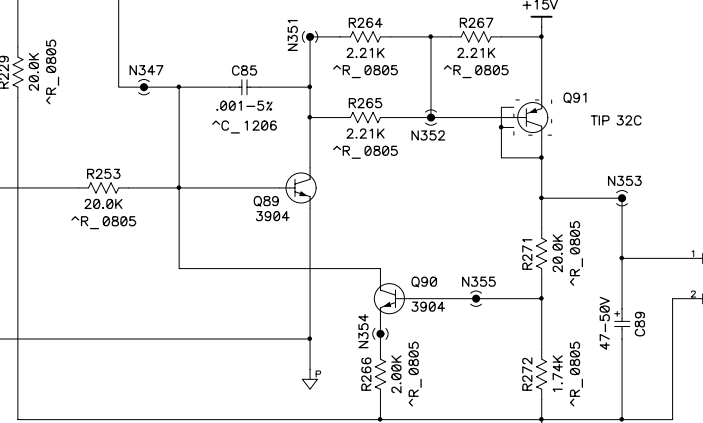 +15V
N351
R264
2.21K
^R_0805
R267
2.21K
^R_0805
R229
20.0K
^R_0805
N347
C85
.001-5%
^C_1206
R265
2.21K
^R_0805
N352
Q91
TIP 32C
R253
20.0K
^R_0805
Q89
3904
N353
R271
20.0K
^R_0805
Q90
3904
N355
1
2
47-50V
+
C89
N354
P
R266
2.00K
^R_0805
R272
1.74K
^R_0805